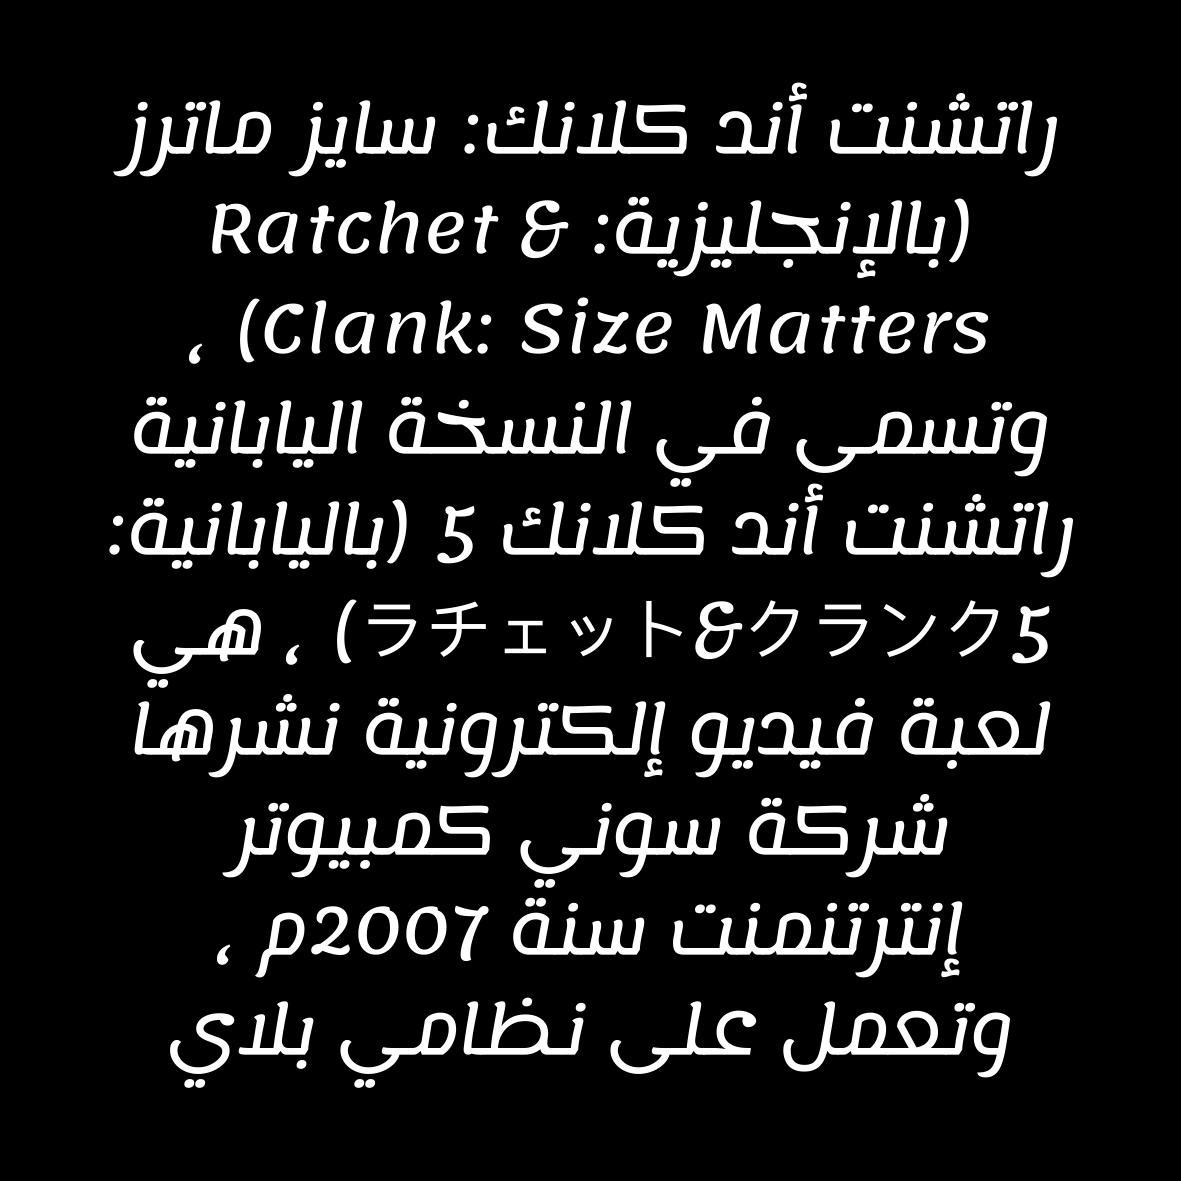 راتشنت أند كلانك: سايز ماترز
(بالإنجليزية: Ratchet &
Clank: Size Matters) ،
وتسمى في النسخة اليابانية
راتشنت أند كلانك 5 (باليابانية:
ラチェット&クランク5) ، هي
لعبة فيديو إلكترونية نشرها
شركة سوني كمبيوتر
إنترتنمنت سنة 2007م ،
وتعمل على نظامي بلاي